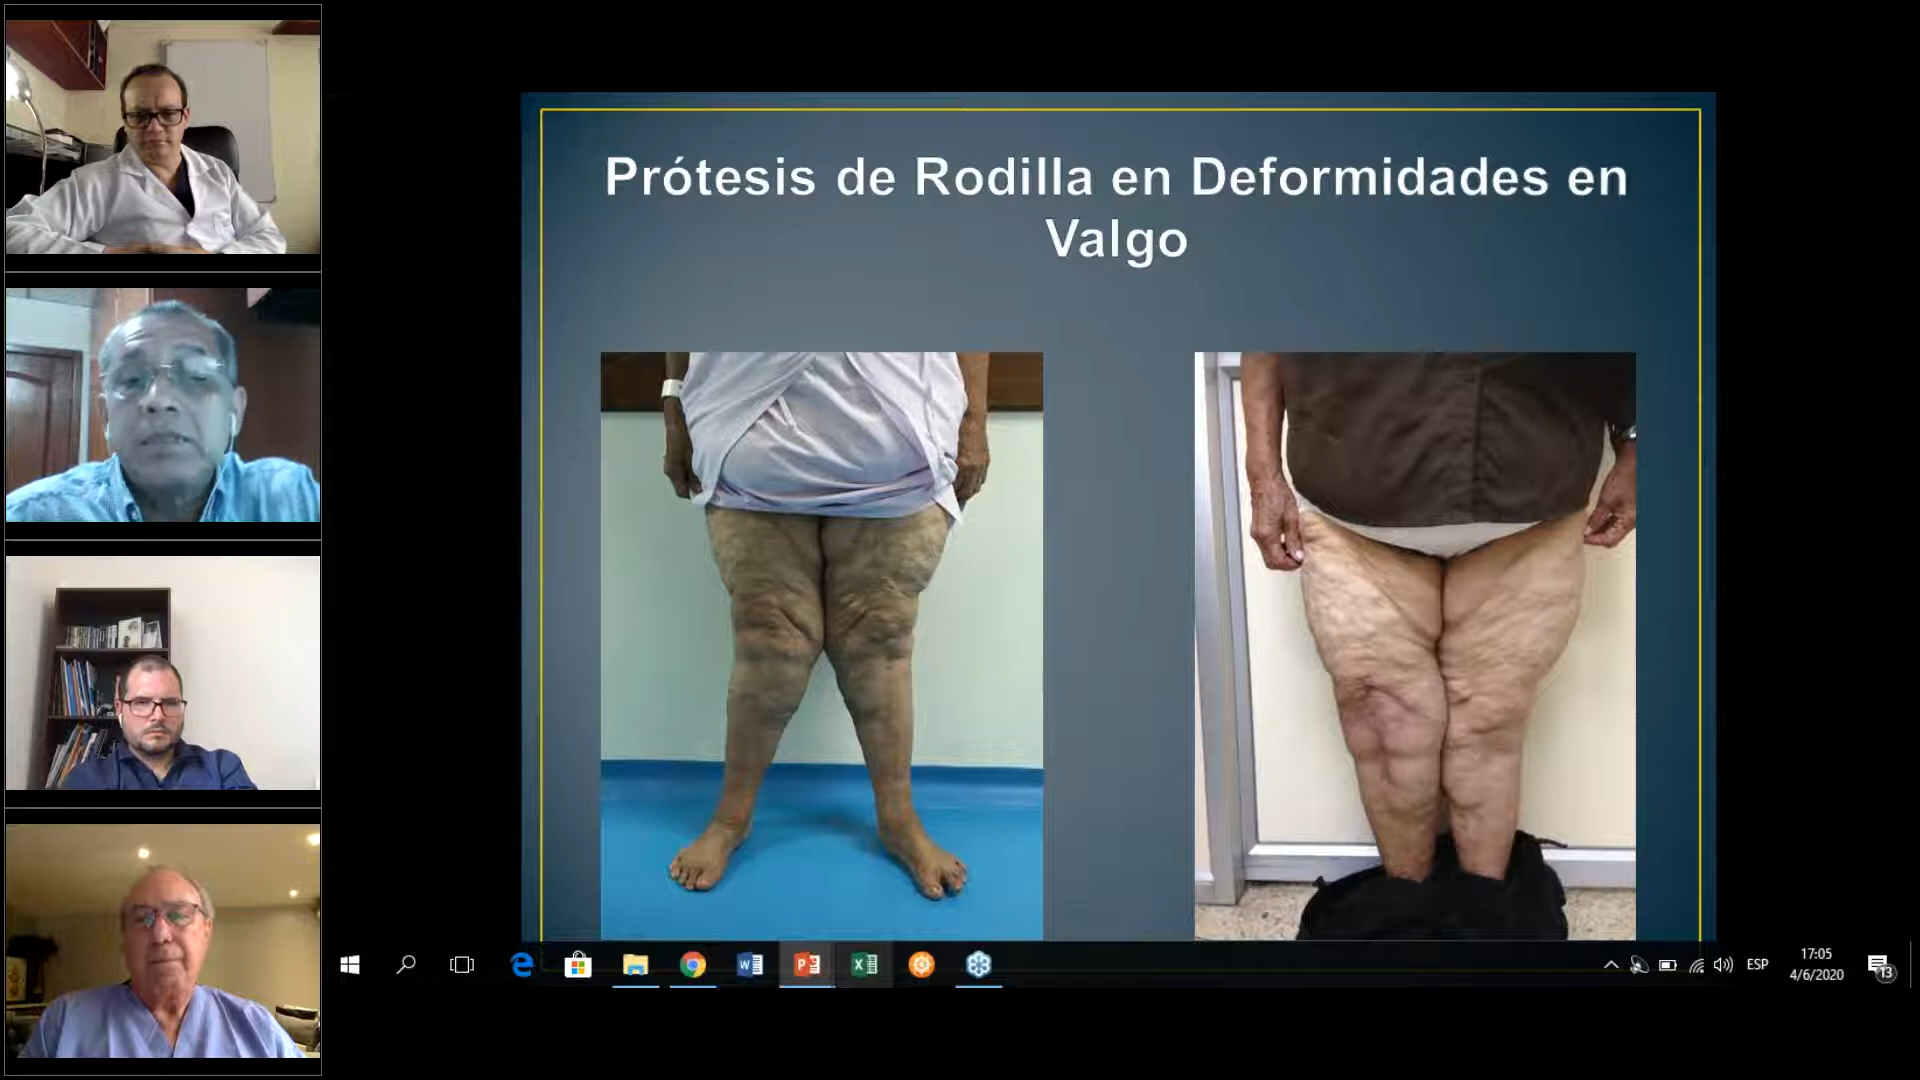 Prótesis de Rodilla en Deformidades en
Valgo
17:05
ESP
4/6/2020
13